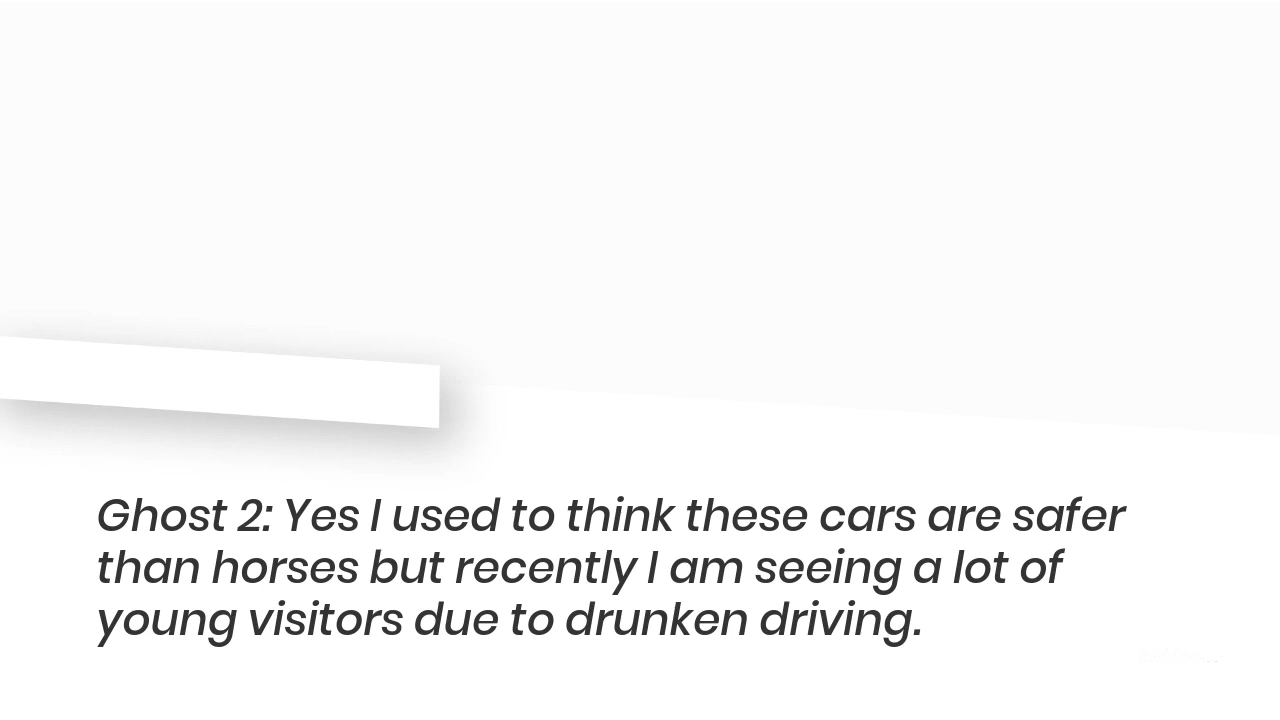 Ghost 2: Yes I used to think these cars are safer
than horses but recently I am seeing a lot of
young visitors due to drunken driving.